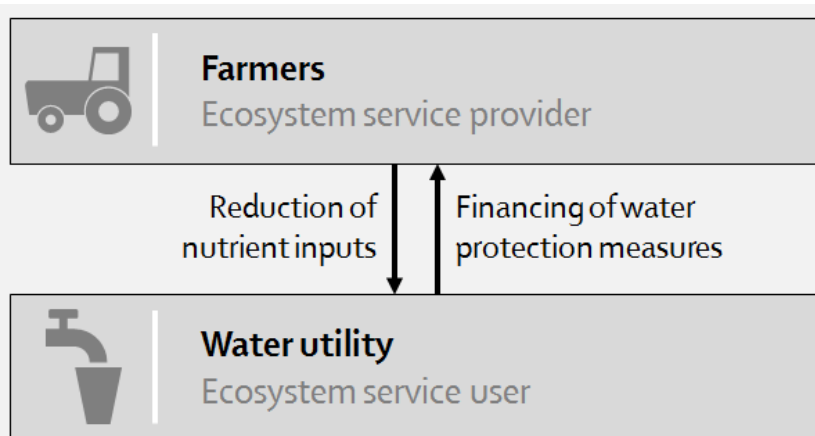 Farmers
Ecosystem service provider
Reduction of
nutrient inputs
Financing of water
protection measures
Water utility
Ecosystem service user